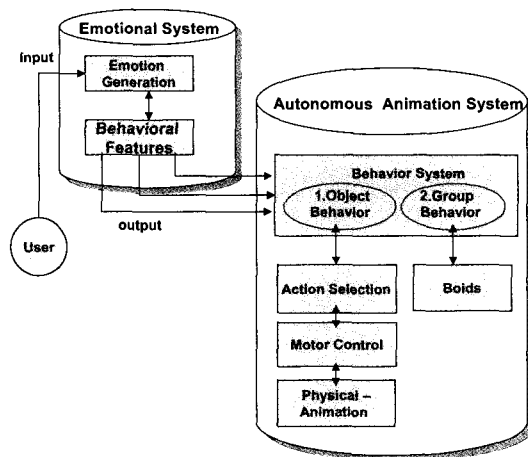 Emotional System
input
Emotion
Generation
Behavioral
Features
output
User
Autonomous Animation System
Behavior System
1.Object
Behavior
2.Group
Behavior
Action Selection
Boids
Motor Control
Physical –
Animation